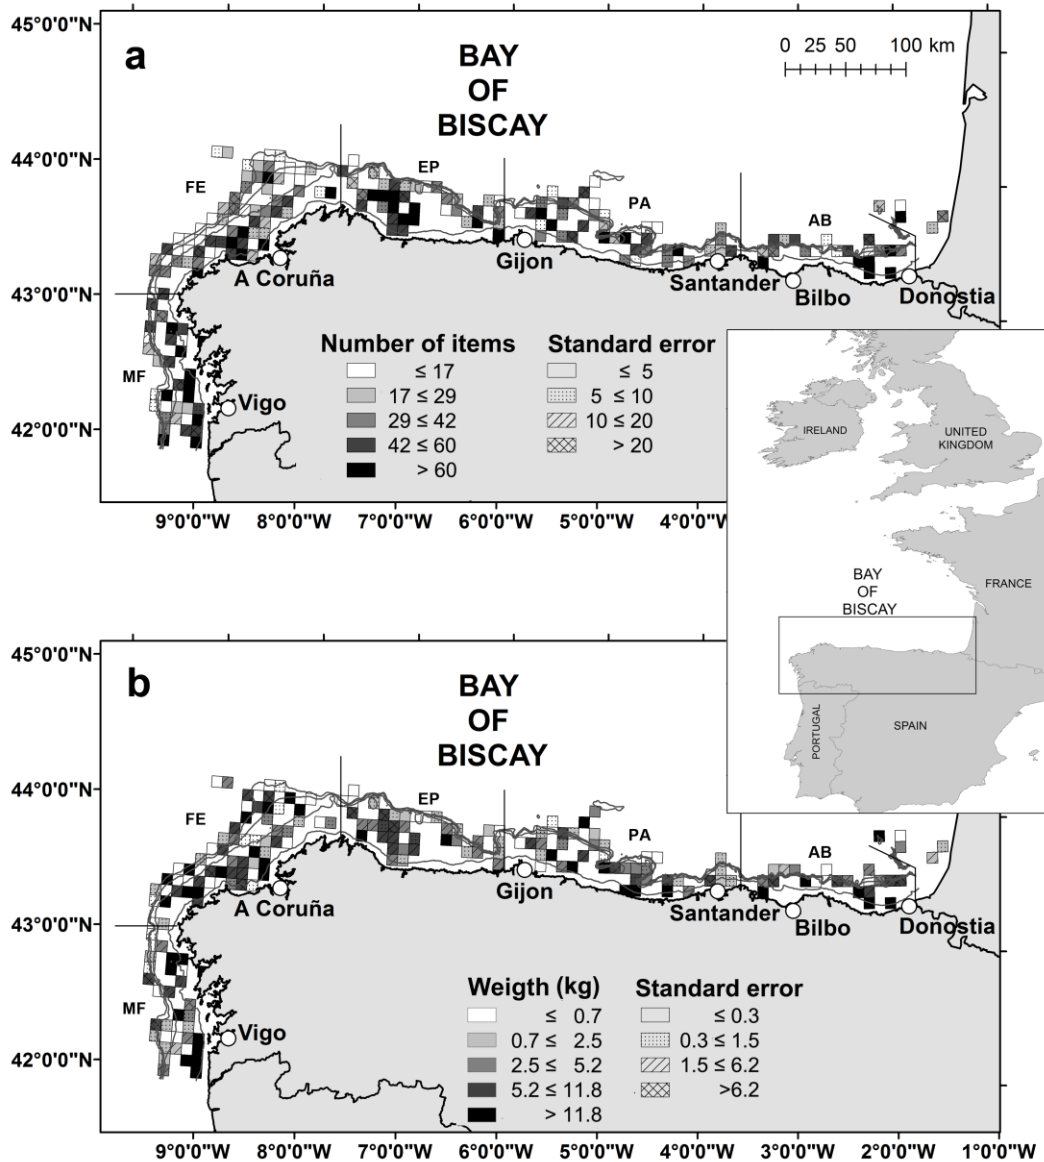 45°0'0"N
a
BAY
OF
BISCAY
0 25 50 100 km
44°0'0"N
FE
EP
PA
AB
A Coruña
Gijon
Santander
Bilbo
Donostia
43°0'0"N
MF
Vigo
42°0'0"N
Number of items
≤ 17
17 ≤ 29
29 ≤ 42
42 ≤ 60
> 60
Standard error
≤ 5
5 ≤ 10
10 ≤ 20
> 20
9°0'0"W 8°0'0"W 7°0'0"W 6°0'0"W 5°0'0"W 4°0'0"
IRELAND
UNITED
KINGDOM
BAY
OF
BISCAY
FRANCE
PORTUGAL
SPAIN
45°0'0"N
b
BAY
OF
BISCAY
44°0'0"N
FE
EP
PA
AB
A Coruña
Gijon
Santander
Bilbo
Donostia
43°0'0"N
MF
Vigo
42°0'0"N
Weigth (kg)
≤ 0.7
0.7 ≤ 2.5
2.5 ≤ 5.2
5.2 ≤ 11.8
> 11.8
Standard error
≤ 0.3
0.3 ≤ 1.5
1.5 ≤ 6.2
>6.2
9°0'0"W 8°0'0"W 7°0'0"W 6°0'0"W 5°0'0"W 4°0'0"W 3°0'0"W 2°0'0"W 1°0'0"W